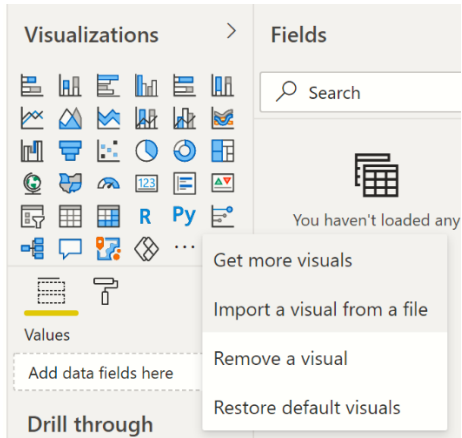 Visualizations
Fields
Search
123
R
Py
You haven't loaded any
Get more visuals
Import a visual from a file
Remove a visual
Restore default visuals
Values
Add data fields here
Drill through